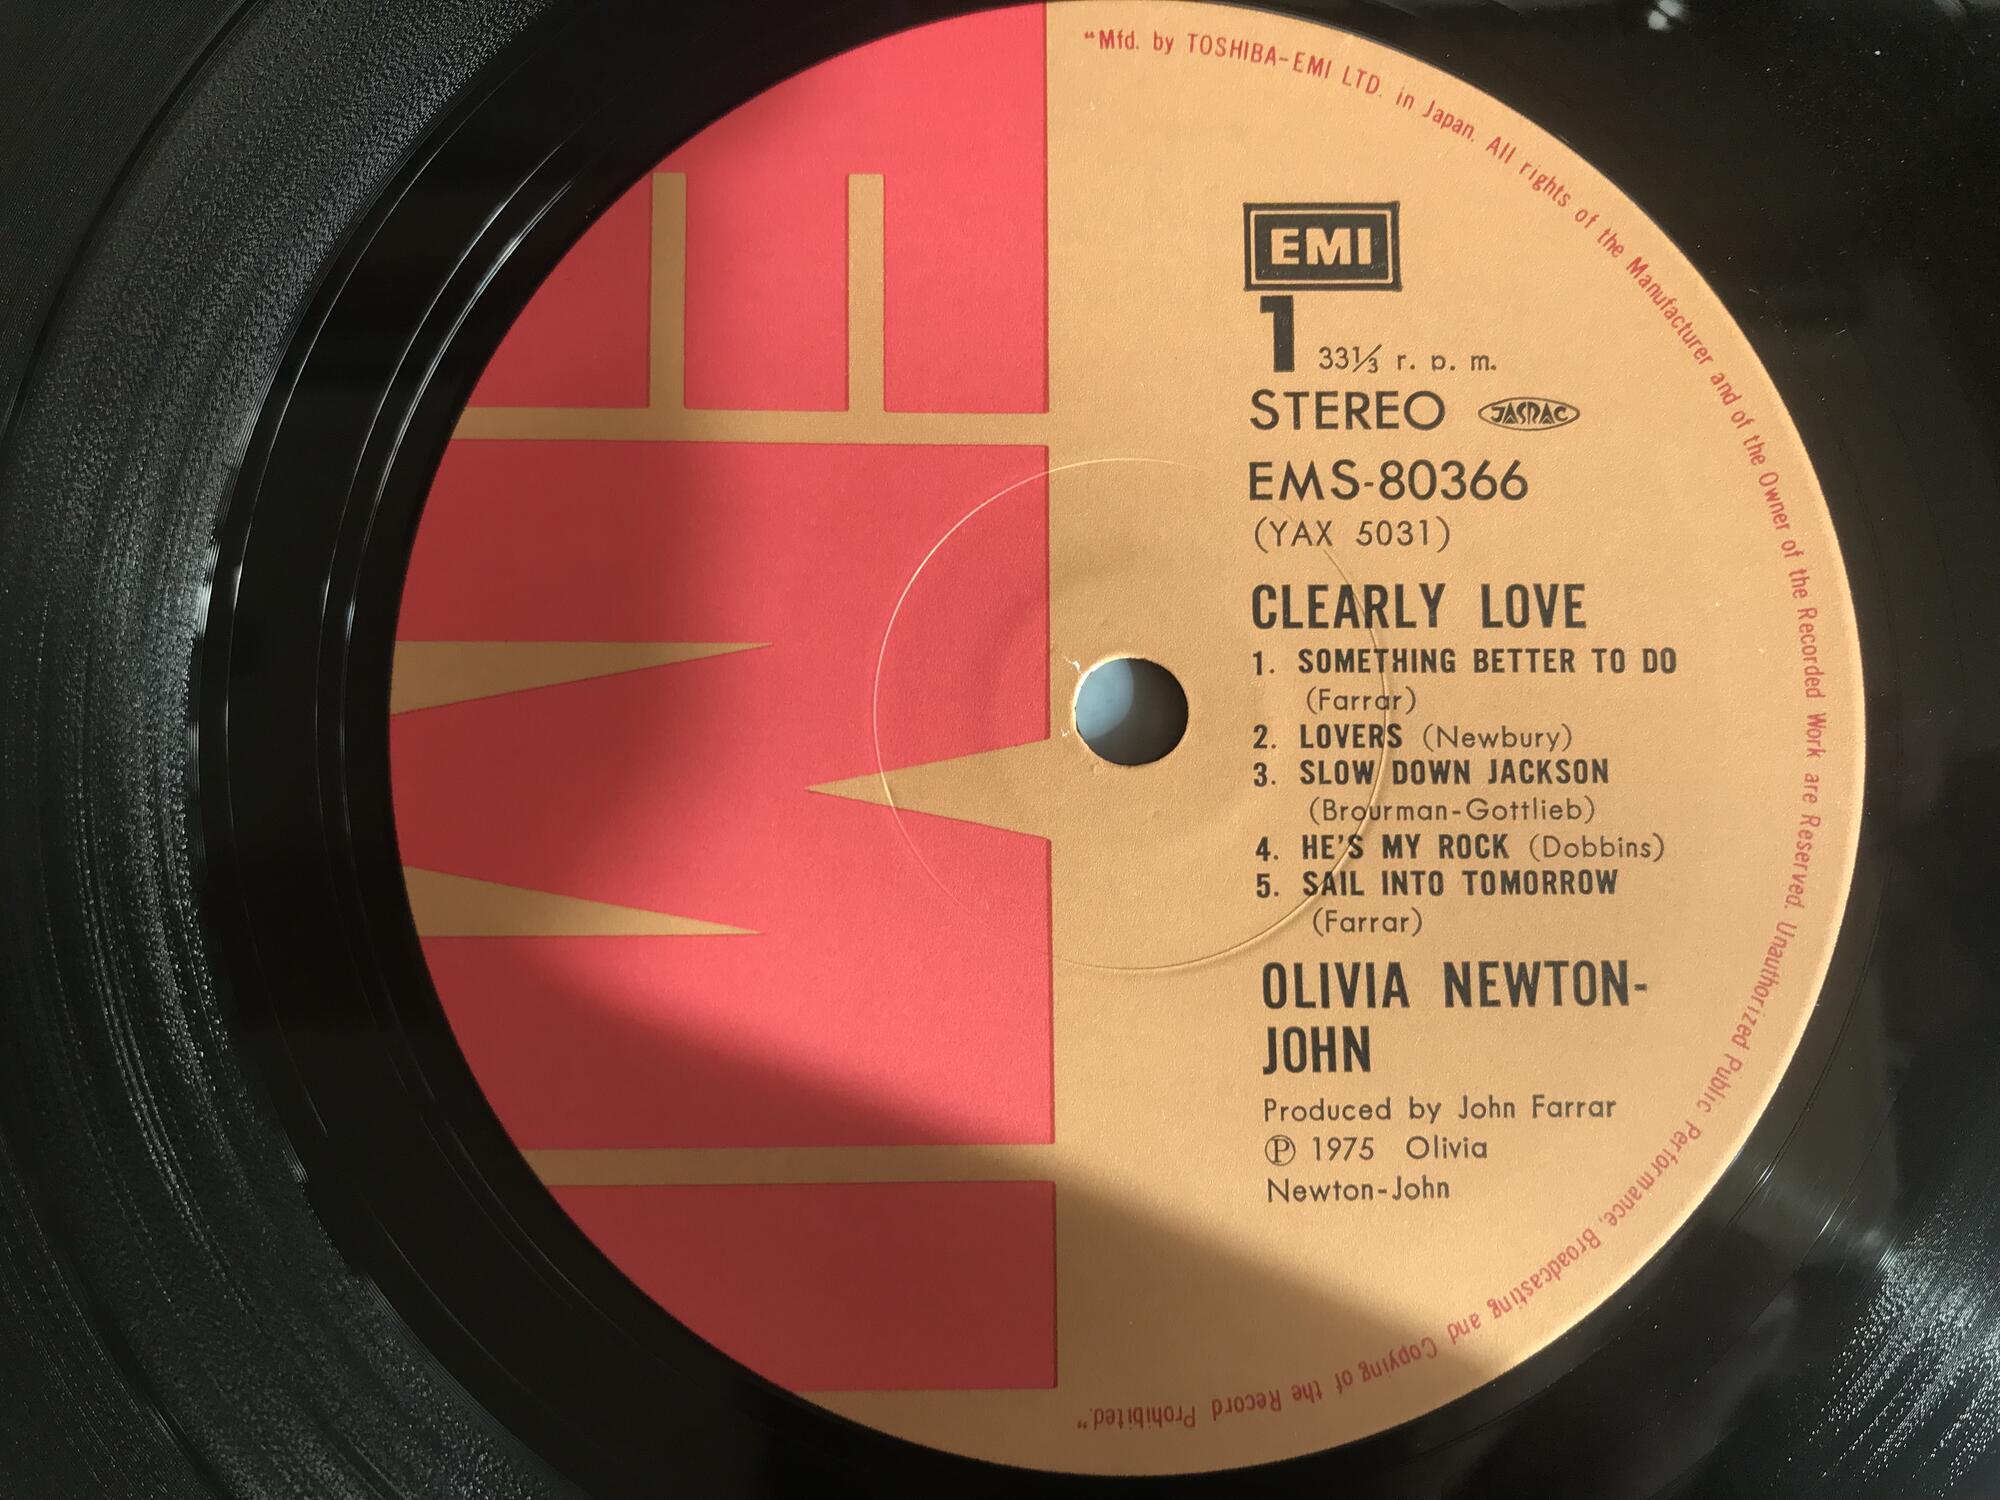 "Mfd. by TOSHIBA-EMI LTD. in Japan. All rights of the Manufacturer and of the Owner of the Recorded Work are Reserved. Unauthorized Public Performance, Broadcasting and Copying of the Record Prohibited."
EMI
1 33⅓ r. p. m.
STEREO JASRAC
EMS-80366
(YAX 5031)
CLEARLY LOVE
1. SOMETHING BETTER TO DO
(Farrar)
2. LOVERS (Newbury)
3. SLOW DOWN JACKSON
(Brourman-Gottlieb)
4. HE'S MY ROCK (Dobbins)
5. SAIL INTO TOMORROW
(Farrar)
OLIVIA NEWTON-
JOHN
Produced by John Farrar
℗ 1975 Olivia
Newton-John